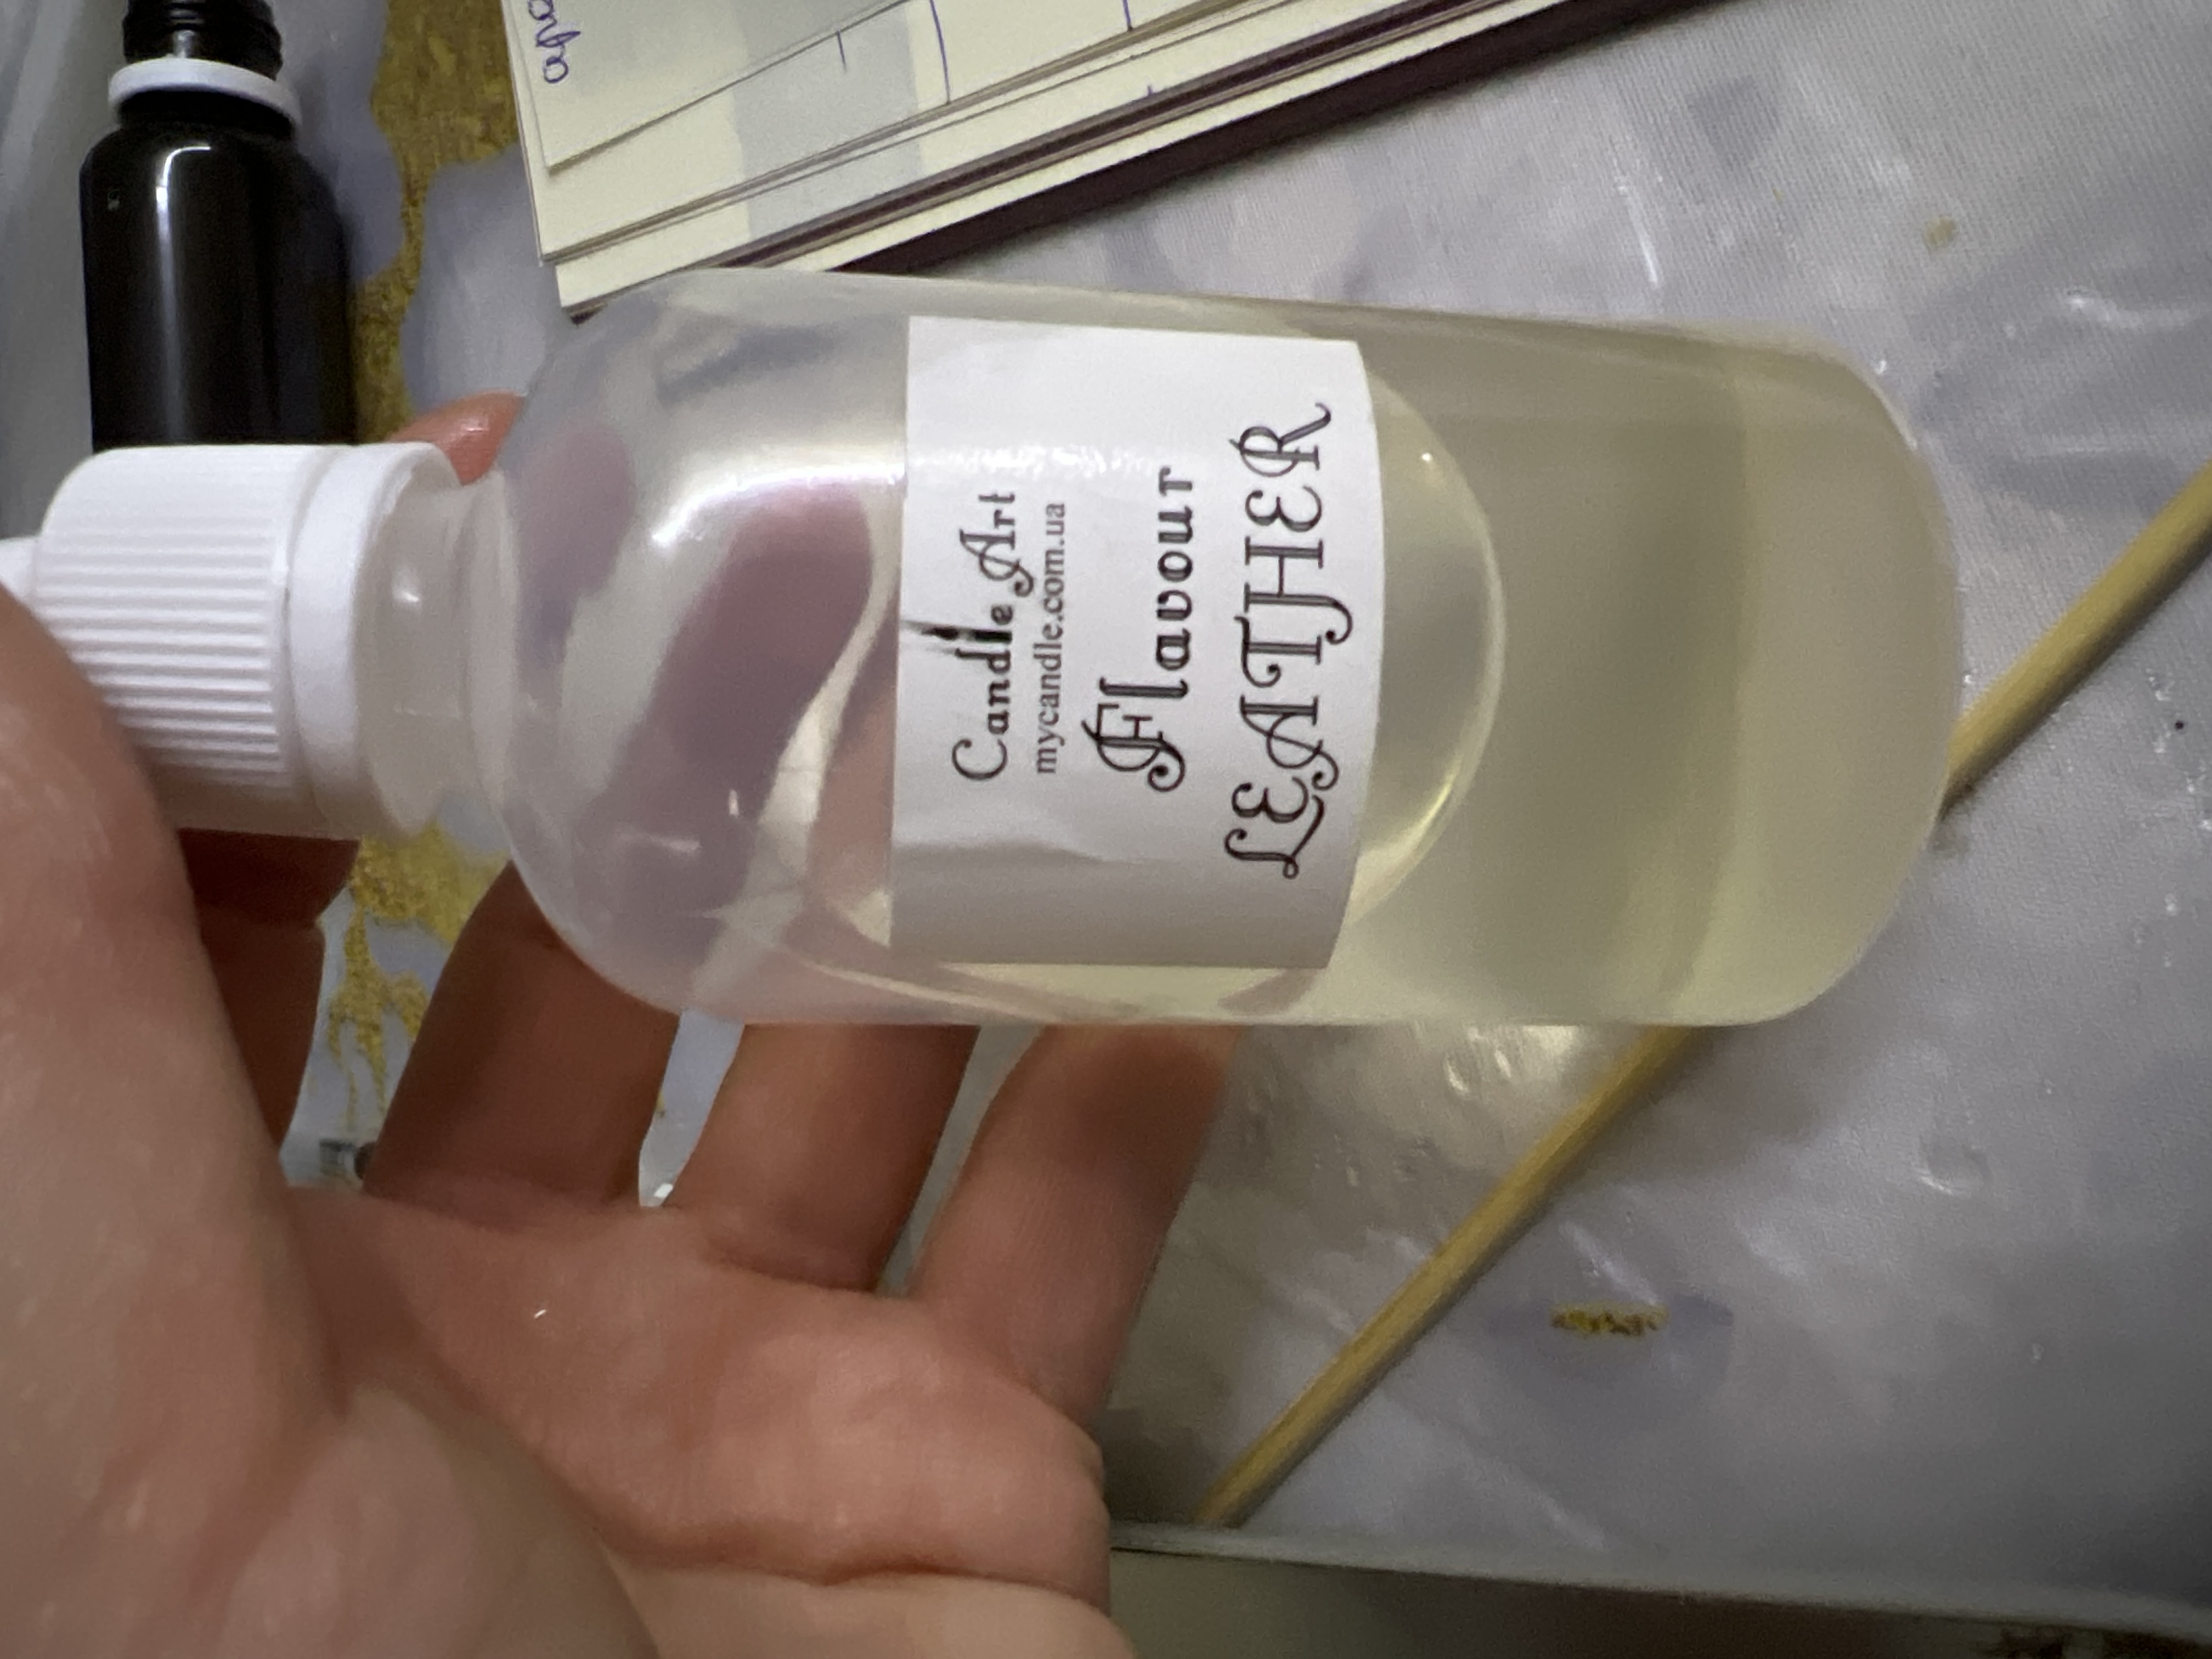 Candle Art
mycandle.com.ua
Flavour
LEATHER